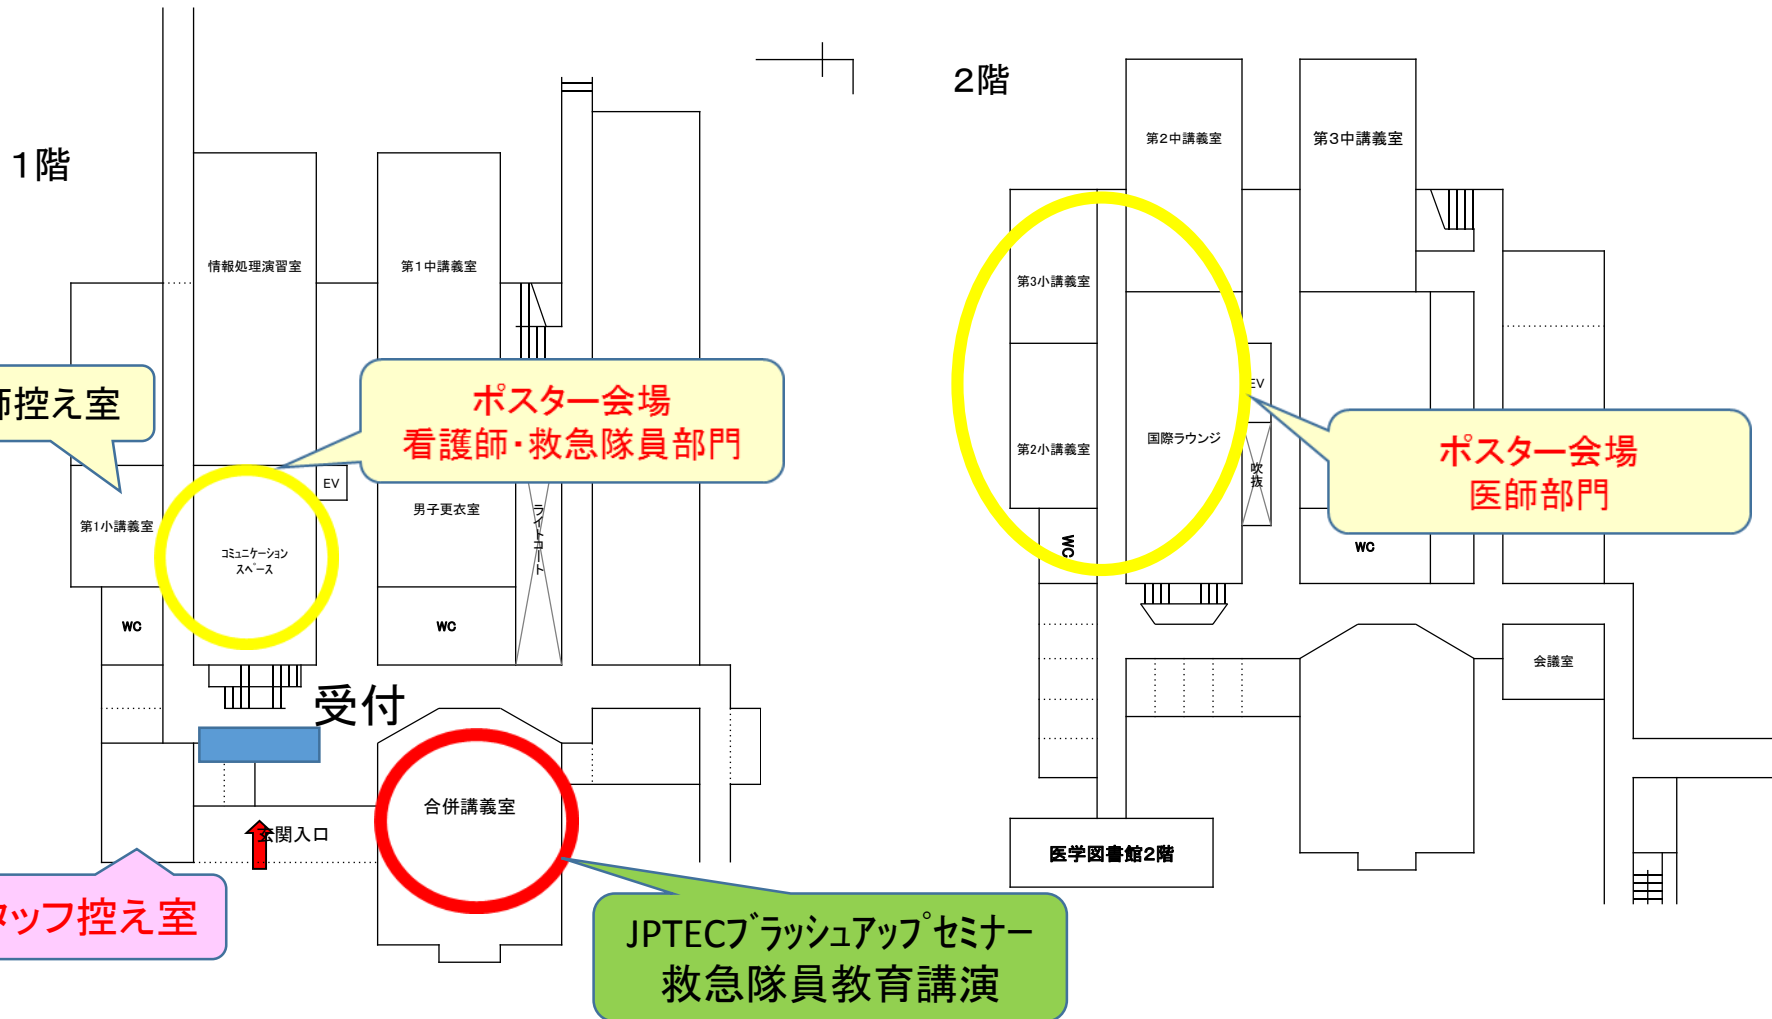 1階
情報処理演習室
第1中講義室
師控え室
ポスター会場
看護師・救急隊員部門
EV
男子更衣室
ライトコート
第1小講義室
コミュニケーション
スペース
WC
WC
受付
合併講義室
玄関入口
タッフ控え室
JPTECブラッシュアップセミナー
救急隊員教育講演
2階
第2中講義室
第3中講義室
第3小講義室
EV
国際ラウンジ
第2小講義室
吹抜
ポスター会場
医師部門
WC
WC
会議室
医学図書館2階